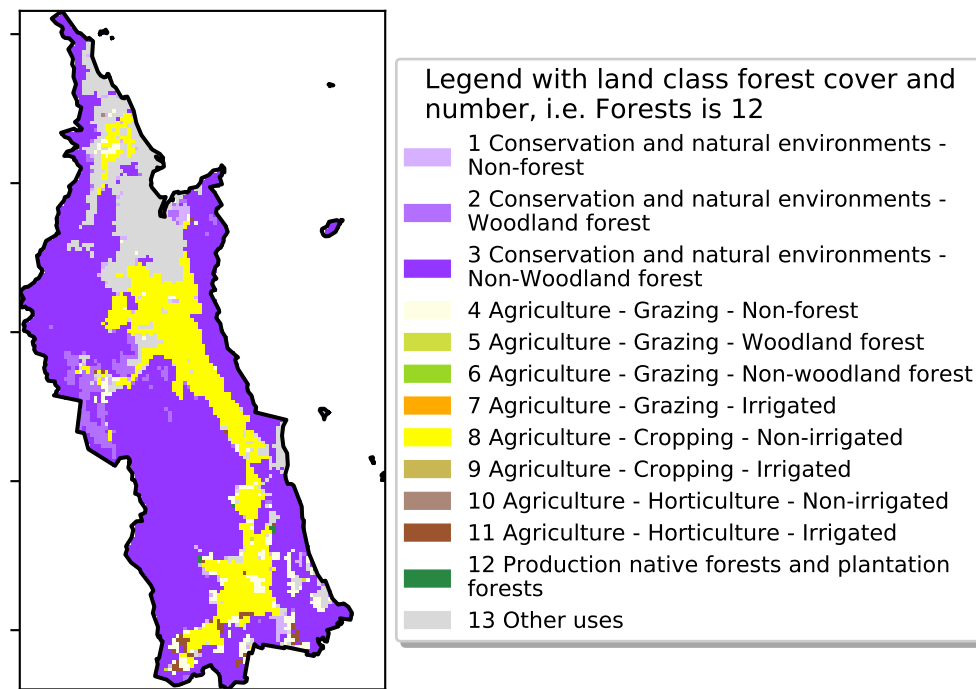 Legend with land class forest cover and
number, i.e. Forests is 12
1 Conservation and natural environments -
Non-forest
2 Conservation and natural environments -
Woodland forest
3 Conservation and natural environments -
Non-Woodland forest
4 Agriculture - Grazing - Non-forest
5 Agriculture - Grazing - Woodland forest
6 Agriculture - Grazing - Non-woodland forest
7 Agriculture - Grazing - Irrigated
8 Agriculture - Cropping - Non-irrigated
9 Agriculture - Cropping - Irrigated
10 Agriculture - Horticulture - Non-irrigated
11 Agriculture - Horticulture - Irrigated
12 Production native forests and plantation
forests
13 Other uses